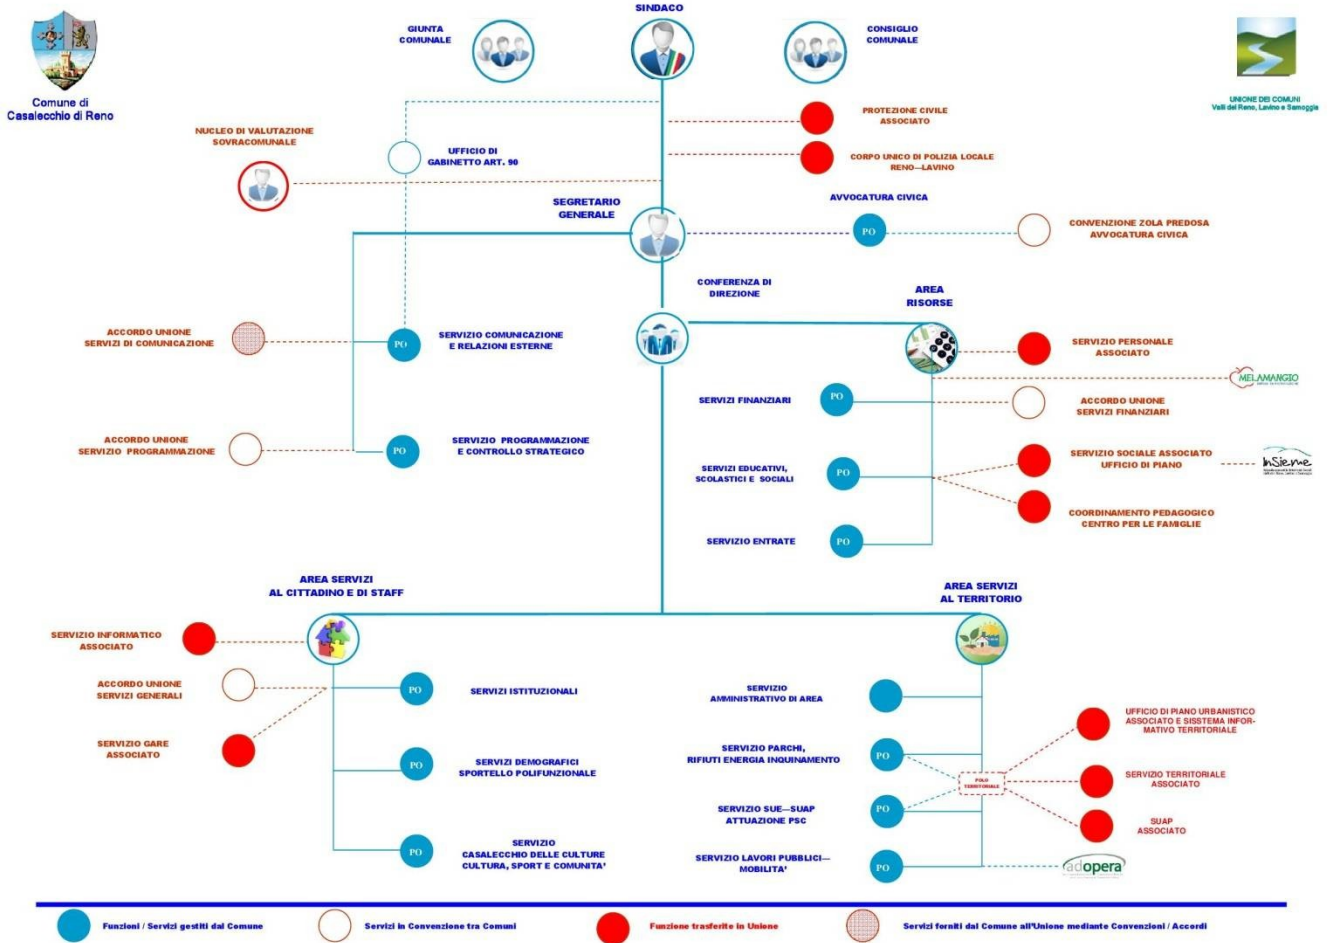 SINDACO
GIUNTA
COMUNALE
CONSIGLIO
COMUNALE
Comune di
Casalecchio di Reno
UNIONE DEI COMUNI
Valli del Reno, Lavino e Samoggia
PROTEZIONE CIVILE
ASSOCIATO
NUCLEO DI VALUTAZIONE
SOVRACOMUNALE
UFFICIO DI
GABINETTO ART. 90
CORPO UNICO DI POLIZIA LOCALE
RENO—LAVINO
SEGRETARIO
GENERALE
AVVOCATURA CIVICA
PO
CONVENZIONE ZOLA PREDOSA
AVVOCATURA CIVICA
CONFERENZA DI
DIREZIONE
AREA
RISORSE
ACCORDO UNIONE
SERVIZI DI COMUNICAZIONE
PO
SERVIZIO COMUNICAZIONE
E RELAZIONI ESTERNE
SERVIZIO PERSONALE
ASSOCIATO
MELAMANGIO
SERVIZI FINANZIARI
PO
ACCORDO UNIONE
SERVIZI FINANZIARI
ACCORDO UNIONE
SERVIZIO PROGRAMMAZIONE
PO
SERVIZIO PROGRAMMAZIONE
E CONTROLLO STRATEGICO
SERVIZI EDUCATIVI,
SCOLASTICI E SOCIALI
PO
SERVIZIO SOCIALE ASSOCIATO
UFFICIO DI PIANO
InSieme
COORDINAMENTO PEDAGOGICO
CENTRO PER LE FAMIGLIE
SERVIZIO ENTRATE
PO
AREA SERVIZI
AL CITTADINO E DI STAFF
AREA SERVIZI
AL TERRITORIO
SERVIZIO INFORMATICO
ASSOCIATO
ACCORDO UNIONE
SERVIZI GENERALI
PO
SERVIZI ISTITUZIONALI
SERVIZIO
AMMINISTRATIVO DI AREA
UFFICIO DI PIANO URBANISTICO
ASSOCIATO E SISSTEMA INFOR-
MATIVO TERRITORIALE
SERVIZIO GARE
ASSOCIATO
PO
SERVIZI DEMOGRAFICI
SPORTELLO POLIFUNZIONALE
SERVIZIO PARCHI,
RIFIUTI ENERGIA INQUINAMENTO
PO
POLO
TERRITORIALE
SERVIZIO TERRITORIALE
ASSOCIATO
SERVIZIO SUE—SUAP
ATTUAZIONE PSC
PO
SUAP
ASSOCIATO
PO
SERVIZIO
CASALECCHIO DELLE CULTURE
CULTURA, SPORT E COMUNITA'
SERVIZIO LAVORI PUBBLICI—
MOBILITA'
PO
adopera
Funzioni / Servizi gestiti dal Comune
Servizi in Convenzione tra Comuni
Funzione trasferite in Unione
Servizi forniti dal Comune all'Unione mediante Convenzioni / Accordi